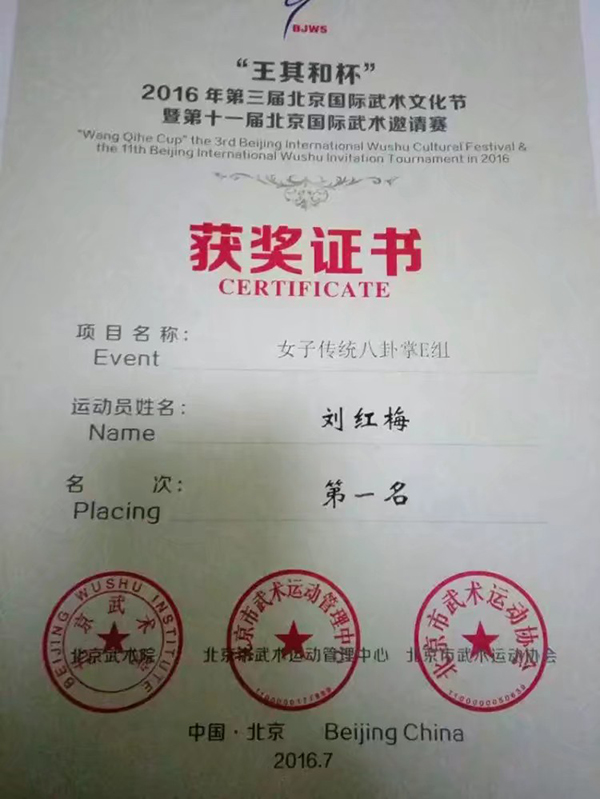 BJWS
“王其和杯”
2016年第三届北京国际武术文化节
暨第十一届北京国际武术邀请赛
"Wang Qihe Cup" the 3rd Beijing International Wushu Cultural Festival &
the 11th Beijing International Wushu Invitation Tournament in 2016
获奖证书
CERTIFICATE
项目名称：
Event
女子传统八卦掌E组
运动员姓名：
Name
刘红梅
名 次：
Placing
第一名
BEIJING WUSHU INSTITUTE
北京武术院
北京武术院
北京市武术运动管理中心
北京市武术运动管理中心
北京市武术运动协会
北京市武术运动协会
中国·北京 Beijing China
2016.7